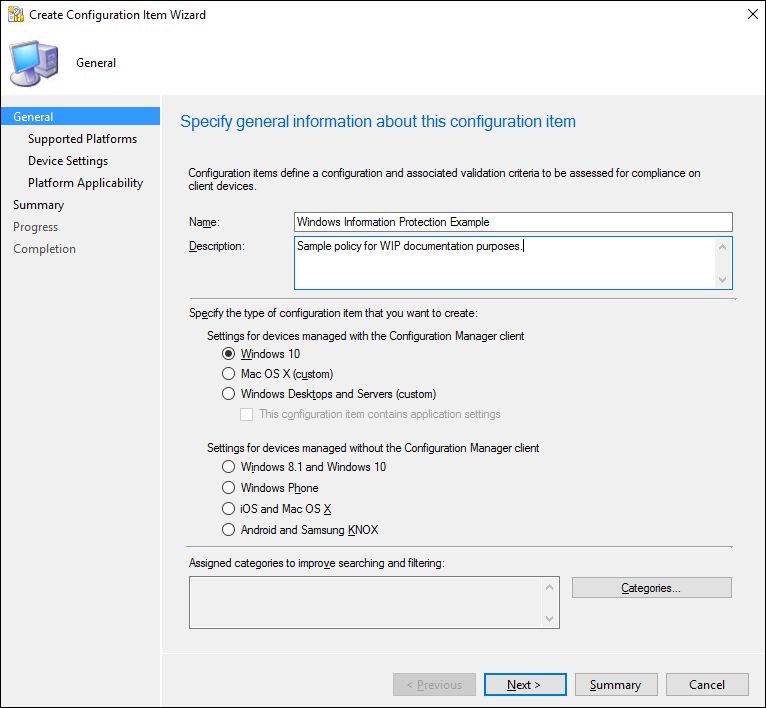 Create Configuration Item Wizard
General
General
Supported Platforms
Device Settings
Platform Applicability
Summary
Progress
Completion
Specify general information about this configuration item
Configuration items define a configuration and associated validation criteria to be assessed for compliance on
client devices.
Name: Windows Information Protection Example
Description: Sample policy for WIP documentation purposes.
Specify the type of configuration item that you want to create:
Settings for devices managed with the Configuration Manager client
Windows 10
Mac OS X (custom)
Windows Desktops and Servers (custom)
This configuration item contains application settings
Settings for devices managed without the Configuration Manager client
Windows 8.1 and Windows 10
Windows Phone
iOS and Mac OS X
Android and Samsung KNOX
Assigned categories to improve searching and filtering:
Categories...
< Previous Next > Summary Cancel